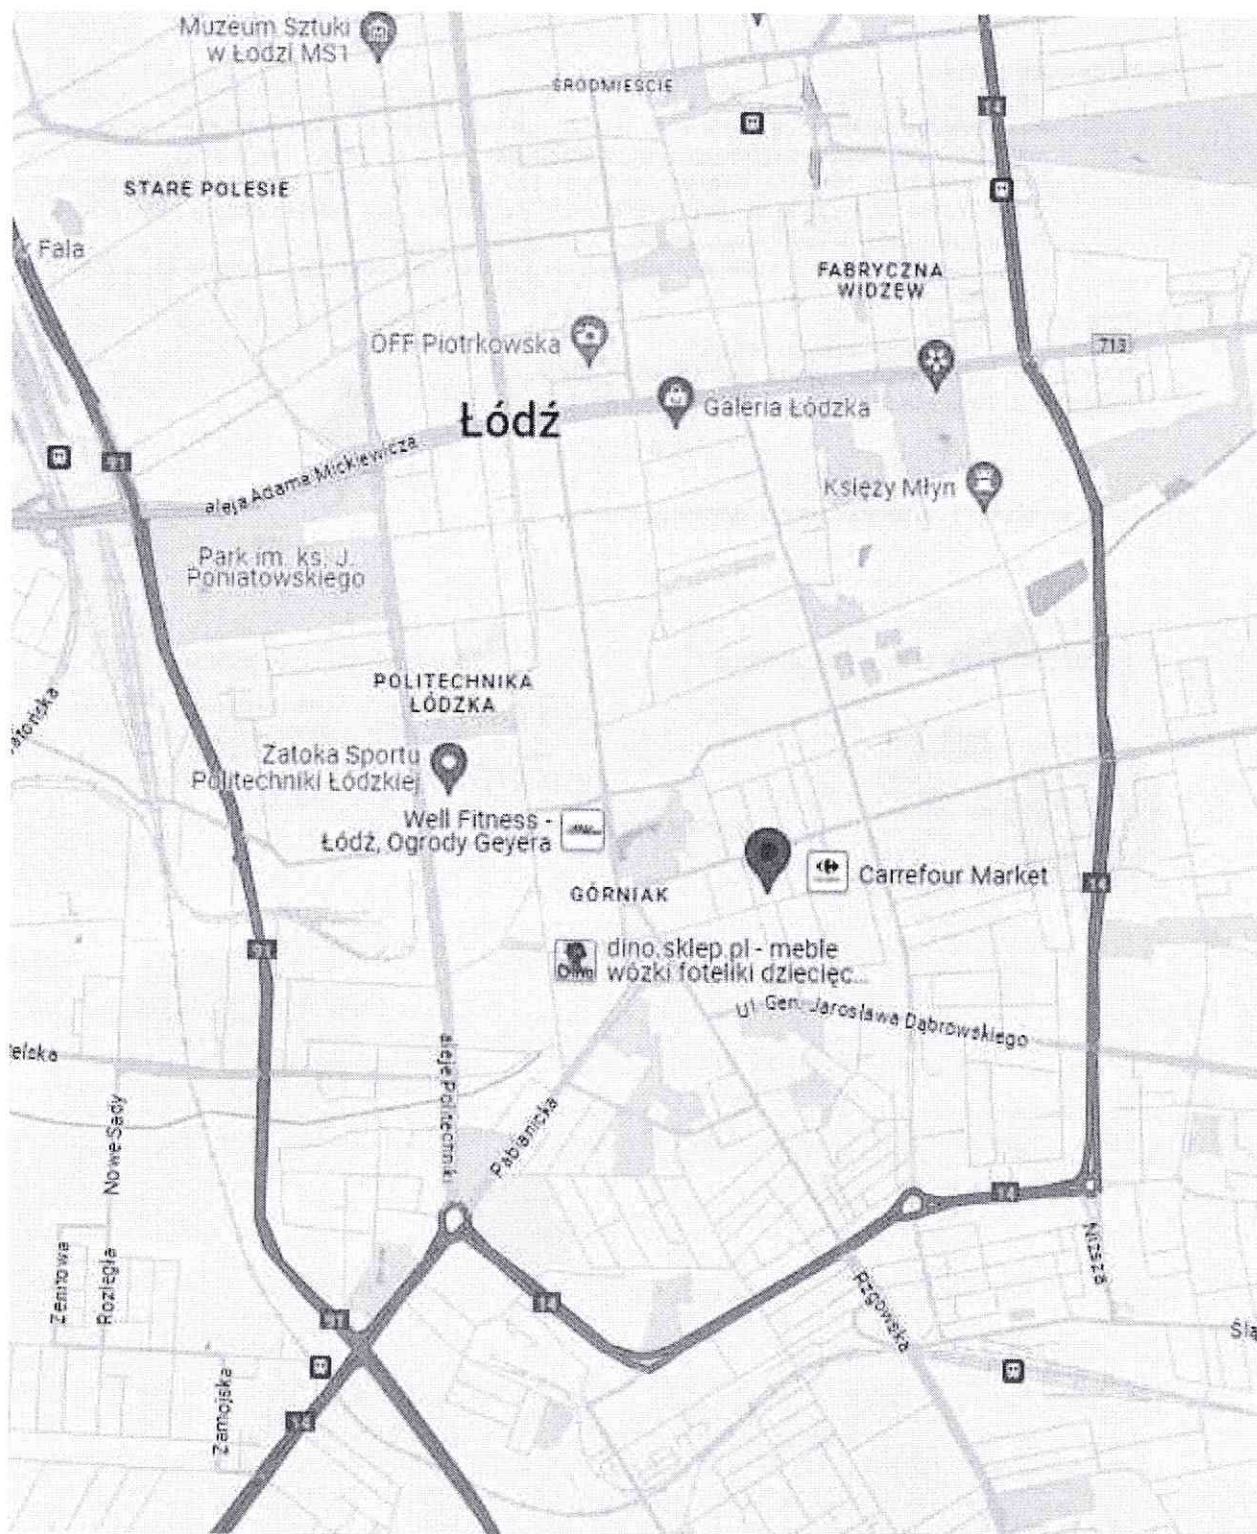 Muzeum Sztuki
w Łodzi MS1
ŚRÓDMIEŚCIE
14
STARE POLESIE
Fala
FABRYCZNA
WIDZEW
OFF Piotrkowska
713
Łódź
Galeria Łódzka
91
aleja Adama Mickiewicza
Księży Młyn
Park im. ks. J.
Poniatowskiego
POLITECHNIKA
ŁÓDZKA
Zatoka Sportu
Politechniki Łódzkiej
Well Fitness -
Łódź, Ogrody Geyera
Carrefour Market
14
GÓRNIAK
91
Dino
dino.sklep.pl - meble
wózki foteliki dziecięc...
Ul. Gen. Jarosława Dąbrowskiego
aleje Politechniki
Pabianicka
Nowe Sady
14
Zenitowa
Rozległa
Niższa
14
91
Rzgowska
Ślą
Zamojska
14